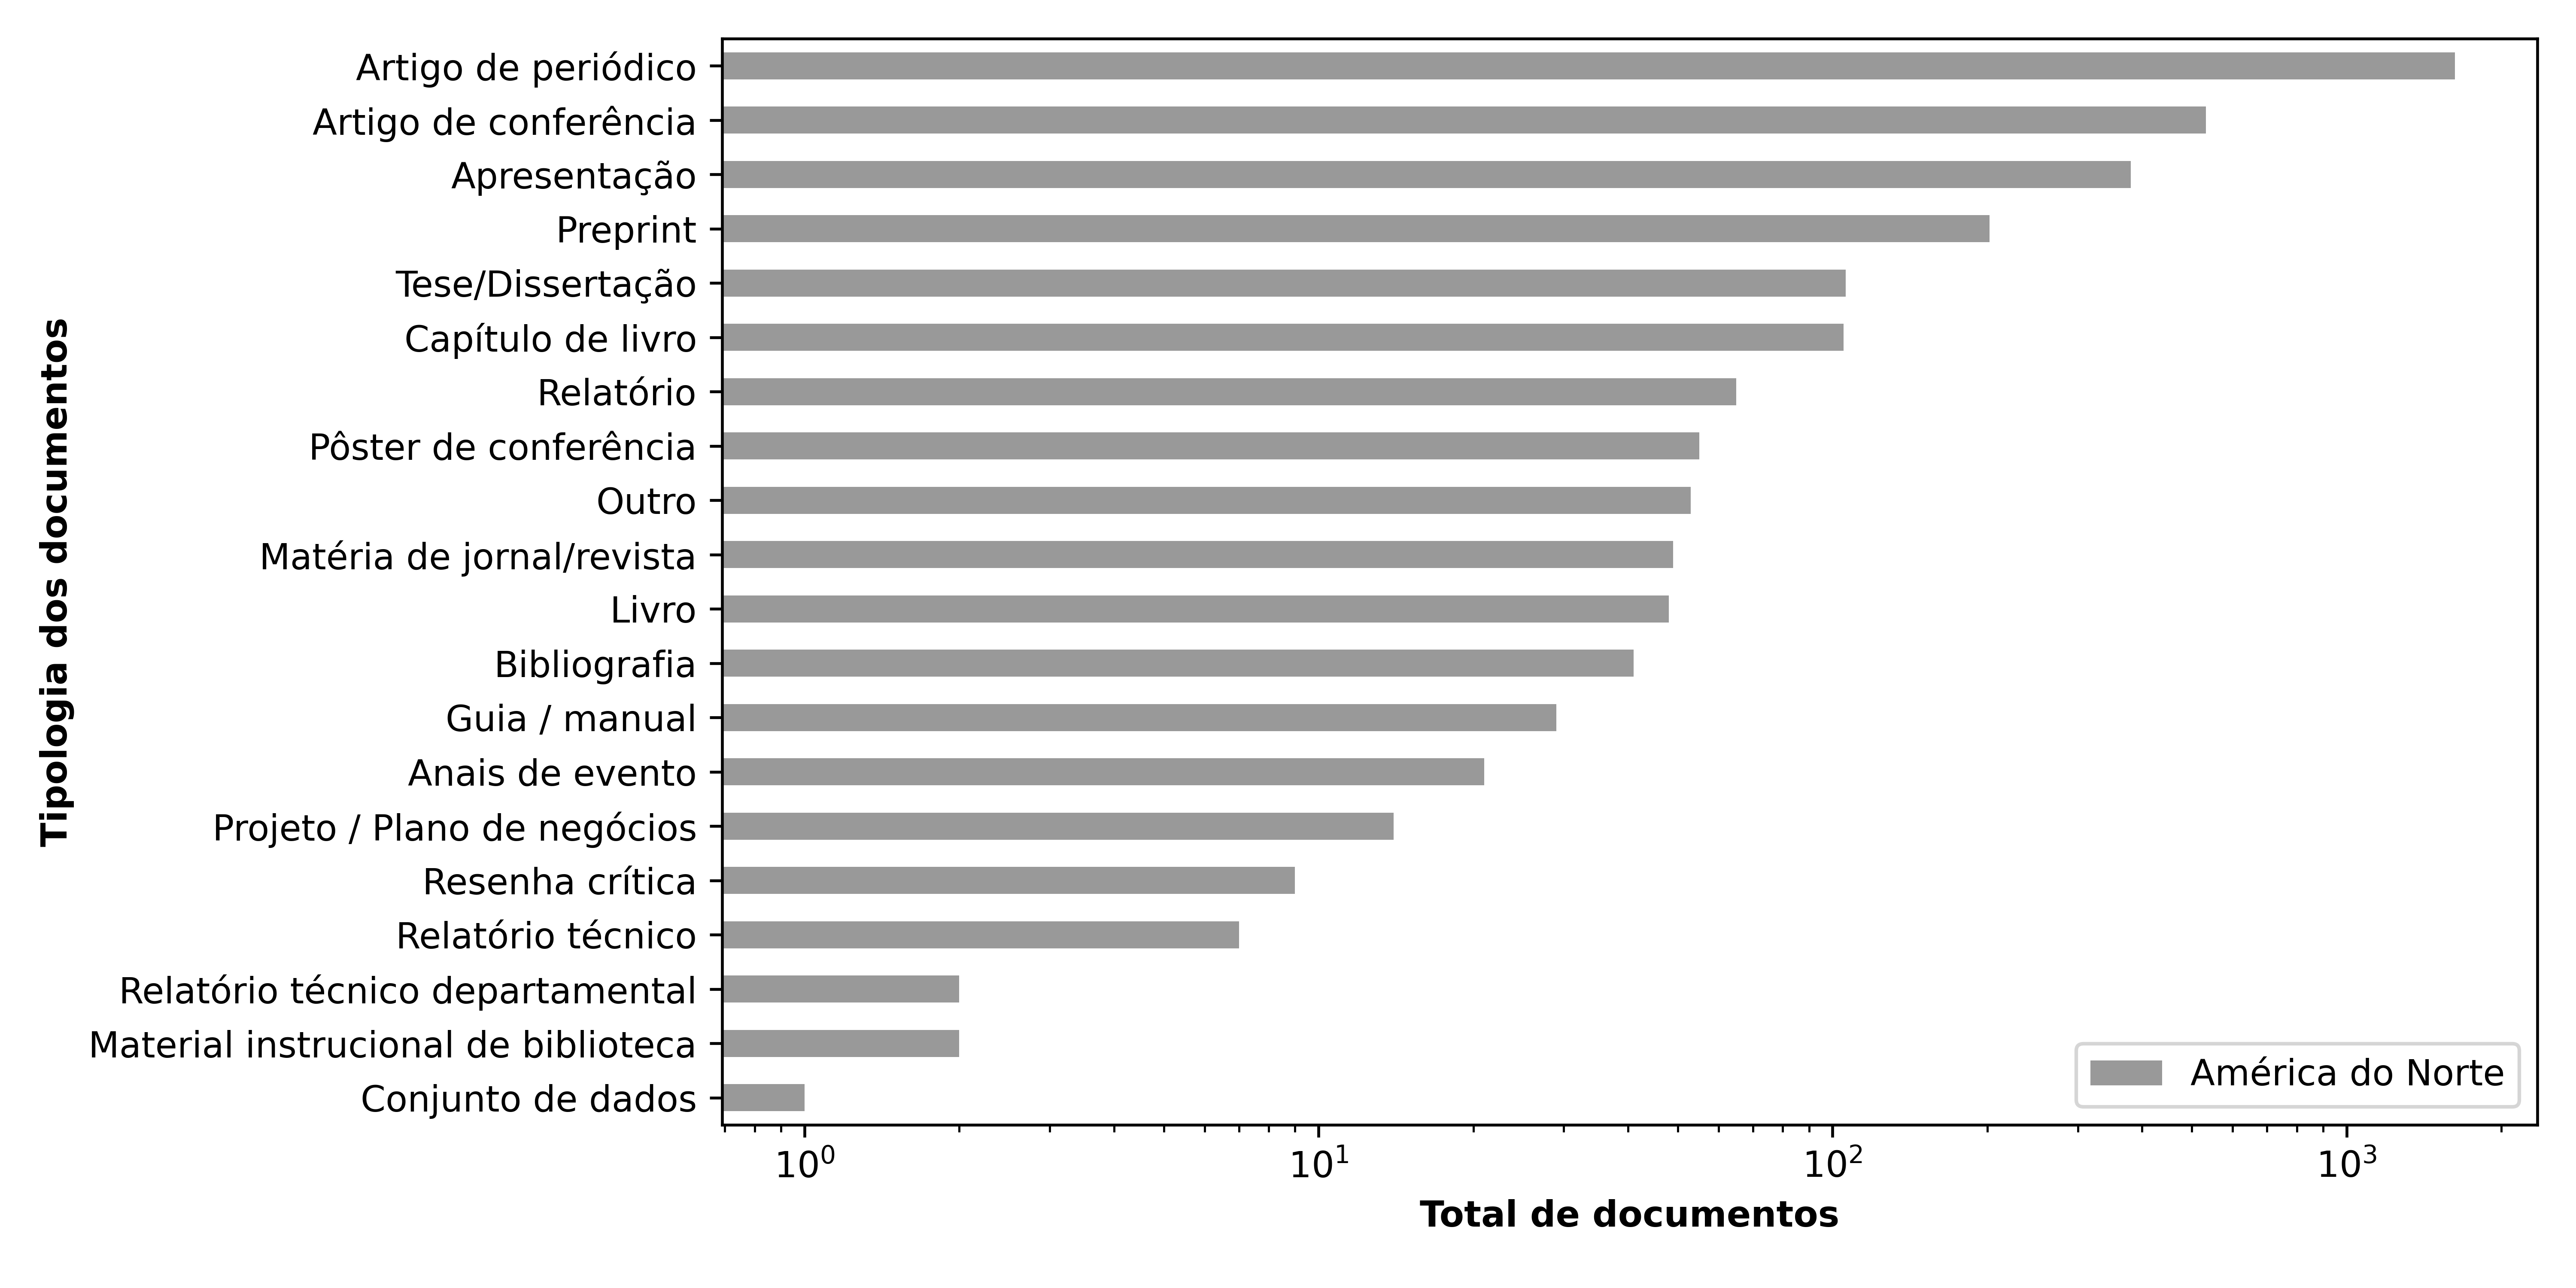 Tipologia dos documentos
Artigo de periódico
Artigo de conferência
Apresentação
Preprint
Tese/Dissertação
Capítulo de livro
Relatório
Pôster de conferência
Outro
Matéria de jornal/revista
Livro
Bibliografia
Guia / manual
Anais de evento
Projeto / Plano de negócios
Resenha crítica
Relatório técnico
Relatório técnico departamental
Material instrucional de biblioteca
Conjunto de dados
América do Norte
10⁰ 10¹ 10² 10³
Total de documentos